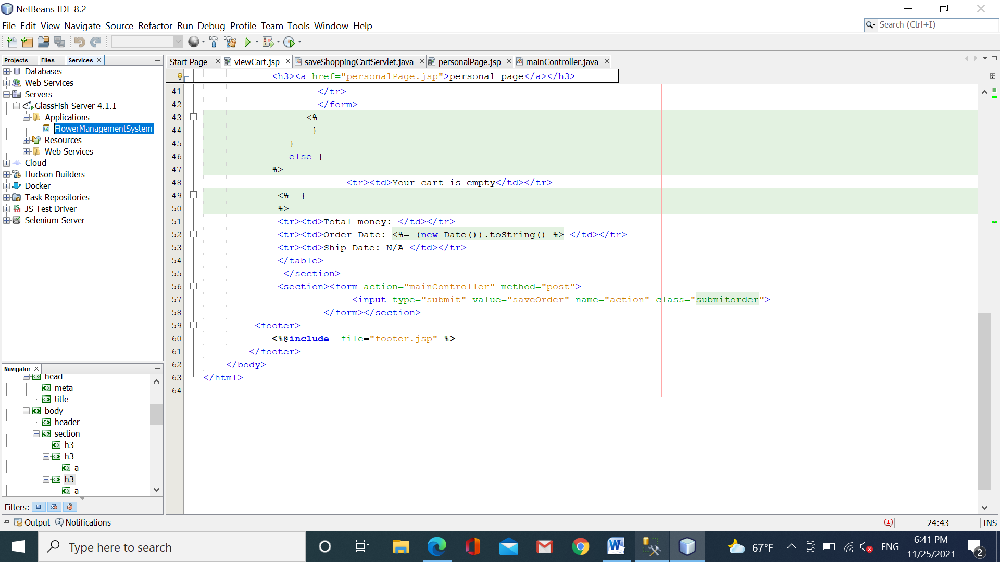 NetBeans IDE 8.2
File Edit View Navigate Source Refactor Run Debug Profile Team Tools Window Help
Search (Ctrl+I)
Projects Files Services
Databases
Web Services
Servers
GlassFish Server 4.1.1
Applications
FlowerManagementSystem
Resources
Web Services
Cloud
Hudson Builders
Docker
Task Repositories
JS Test Driver
Selenium Server
Navigator
head
meta
title
body
header
section
h3
h3
a
h3
a
Filters:
Start Page viewCart.jsp saveShoppingCartServlet.java personalPage.jsp mainController.java
<h3><a href="personalPage.jsp">personal page</a></h3>
41 </tr>
42 </form>
43 <%
44 }
45 }
46 else {
47 %>
48 <tr><td>Your cart is empty</td></tr>
49 <% }
50 %>
51 <tr><td>Total money: </td></tr>
52 <tr><td>Order Date: <%= (new Date()).toString() %> </td></tr>
53 <tr><td>Ship Date: N/A </td></tr>
54 </table>
55 </section>
56 <section><form action="mainController" method="post">
57 <input type="submit" value="saveOrder" name="action" class="submitorder">
58 </form></section>
59 <footer>
60 <%@include file="footer.jsp" %>
61 </footer>
62 </body>
63 </html>
64
Output Notifications
24:43 INS
Type here to search
67°F
ENG
6:41 PM
11/25/2021
2